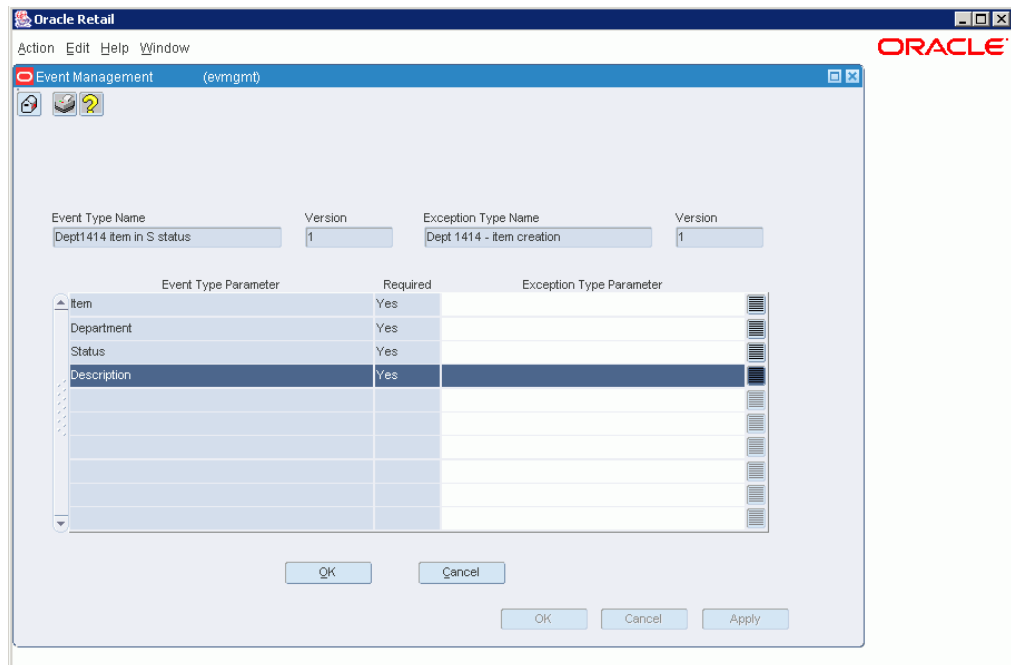 Oracle Retail
Action Edit Help Window
ORACLE
Event Management (evmgmt)
Event Type Name Version Exception Type Name Version
Dept1414 item in S status 1 Dept 1414 - item creation 1
Event Type Parameter Required Exception Type Parameter
Item Yes
Department Yes
Status Yes
Description Yes
OK Cancel
OK Cancel Apply